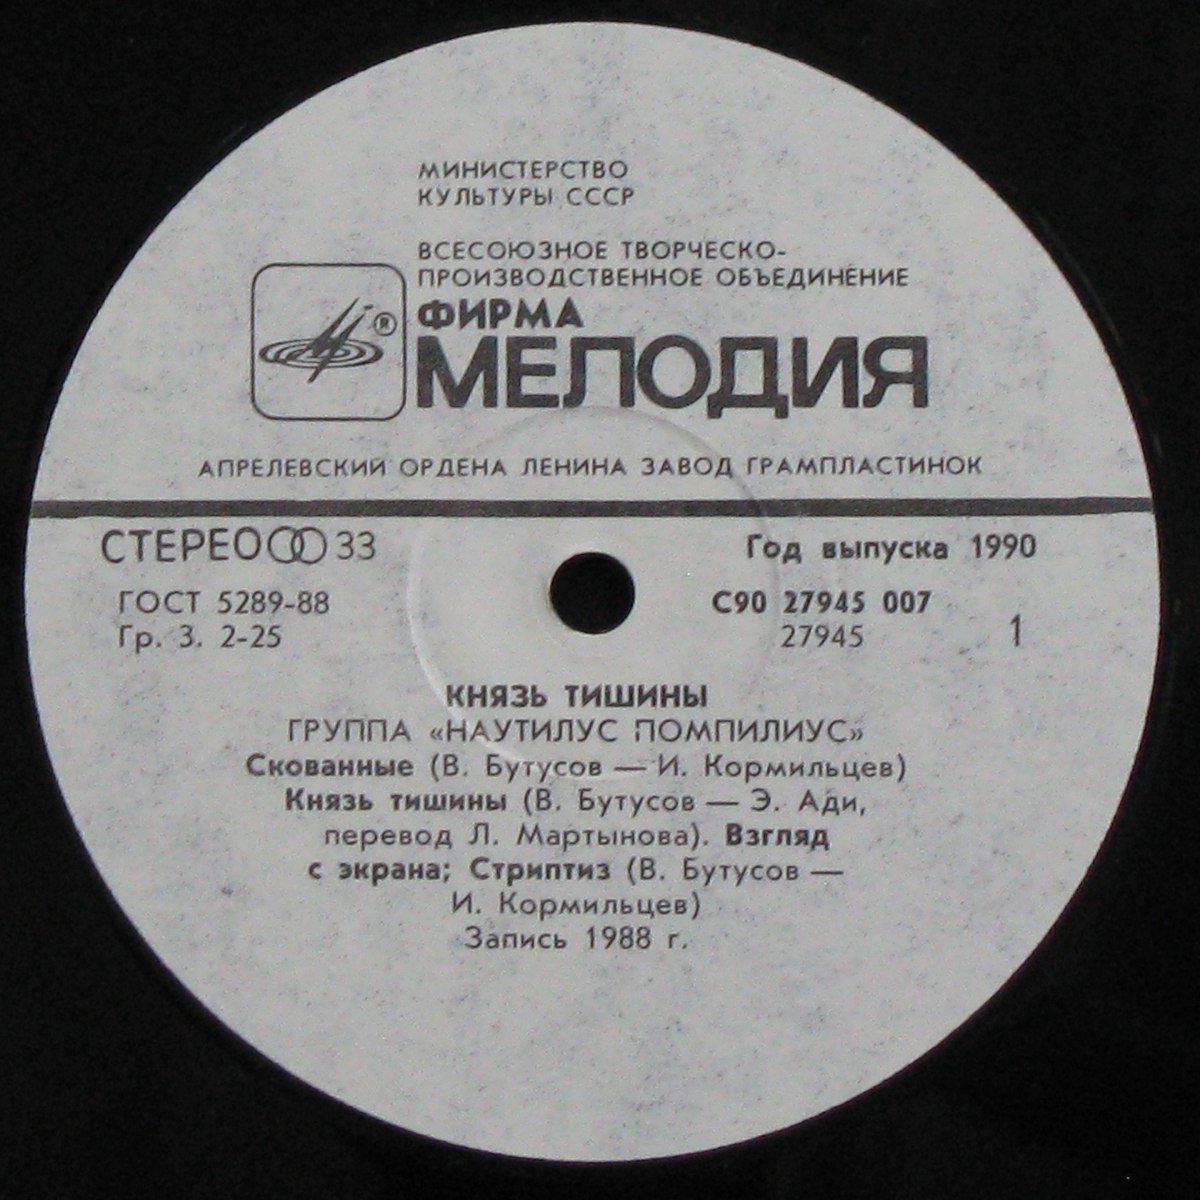 МИНИСТЕРСТВО
КУЛЬТУРЫ СССР
ВСЕСОЮЗНОЕ ТВОРЧЕСКО-
ПРОИЗВОДСТВЕННОЕ ОБЪЕДИНЕНИЕ
®
ФИРМА
МЕЛОДИЯ
АПРЕЛЕВСКИЙ ОРДЕНА ЛЕНИНА ЗАВОД ГРАМПЛАСТИНОК
СТЕРЕО 33
Год выпуска 1990
ГОСТ 5289-88
С90 27945 007
Гр. 3. 2-25
27945
1
КНЯЗЬ ТИШИНЫ
ГРУППА «НАУТИЛУС ПОМПИЛИУС»
Скованные (В. Бутусов — И. Кормильцев)
Князь тишины (В. Бутусов — Э. Ади,
перевод Л. Мартынова). Взгляд
с экрана; Стриптиз (В. Бутусов —
И. Кормильцев)
Запись 1988 г.